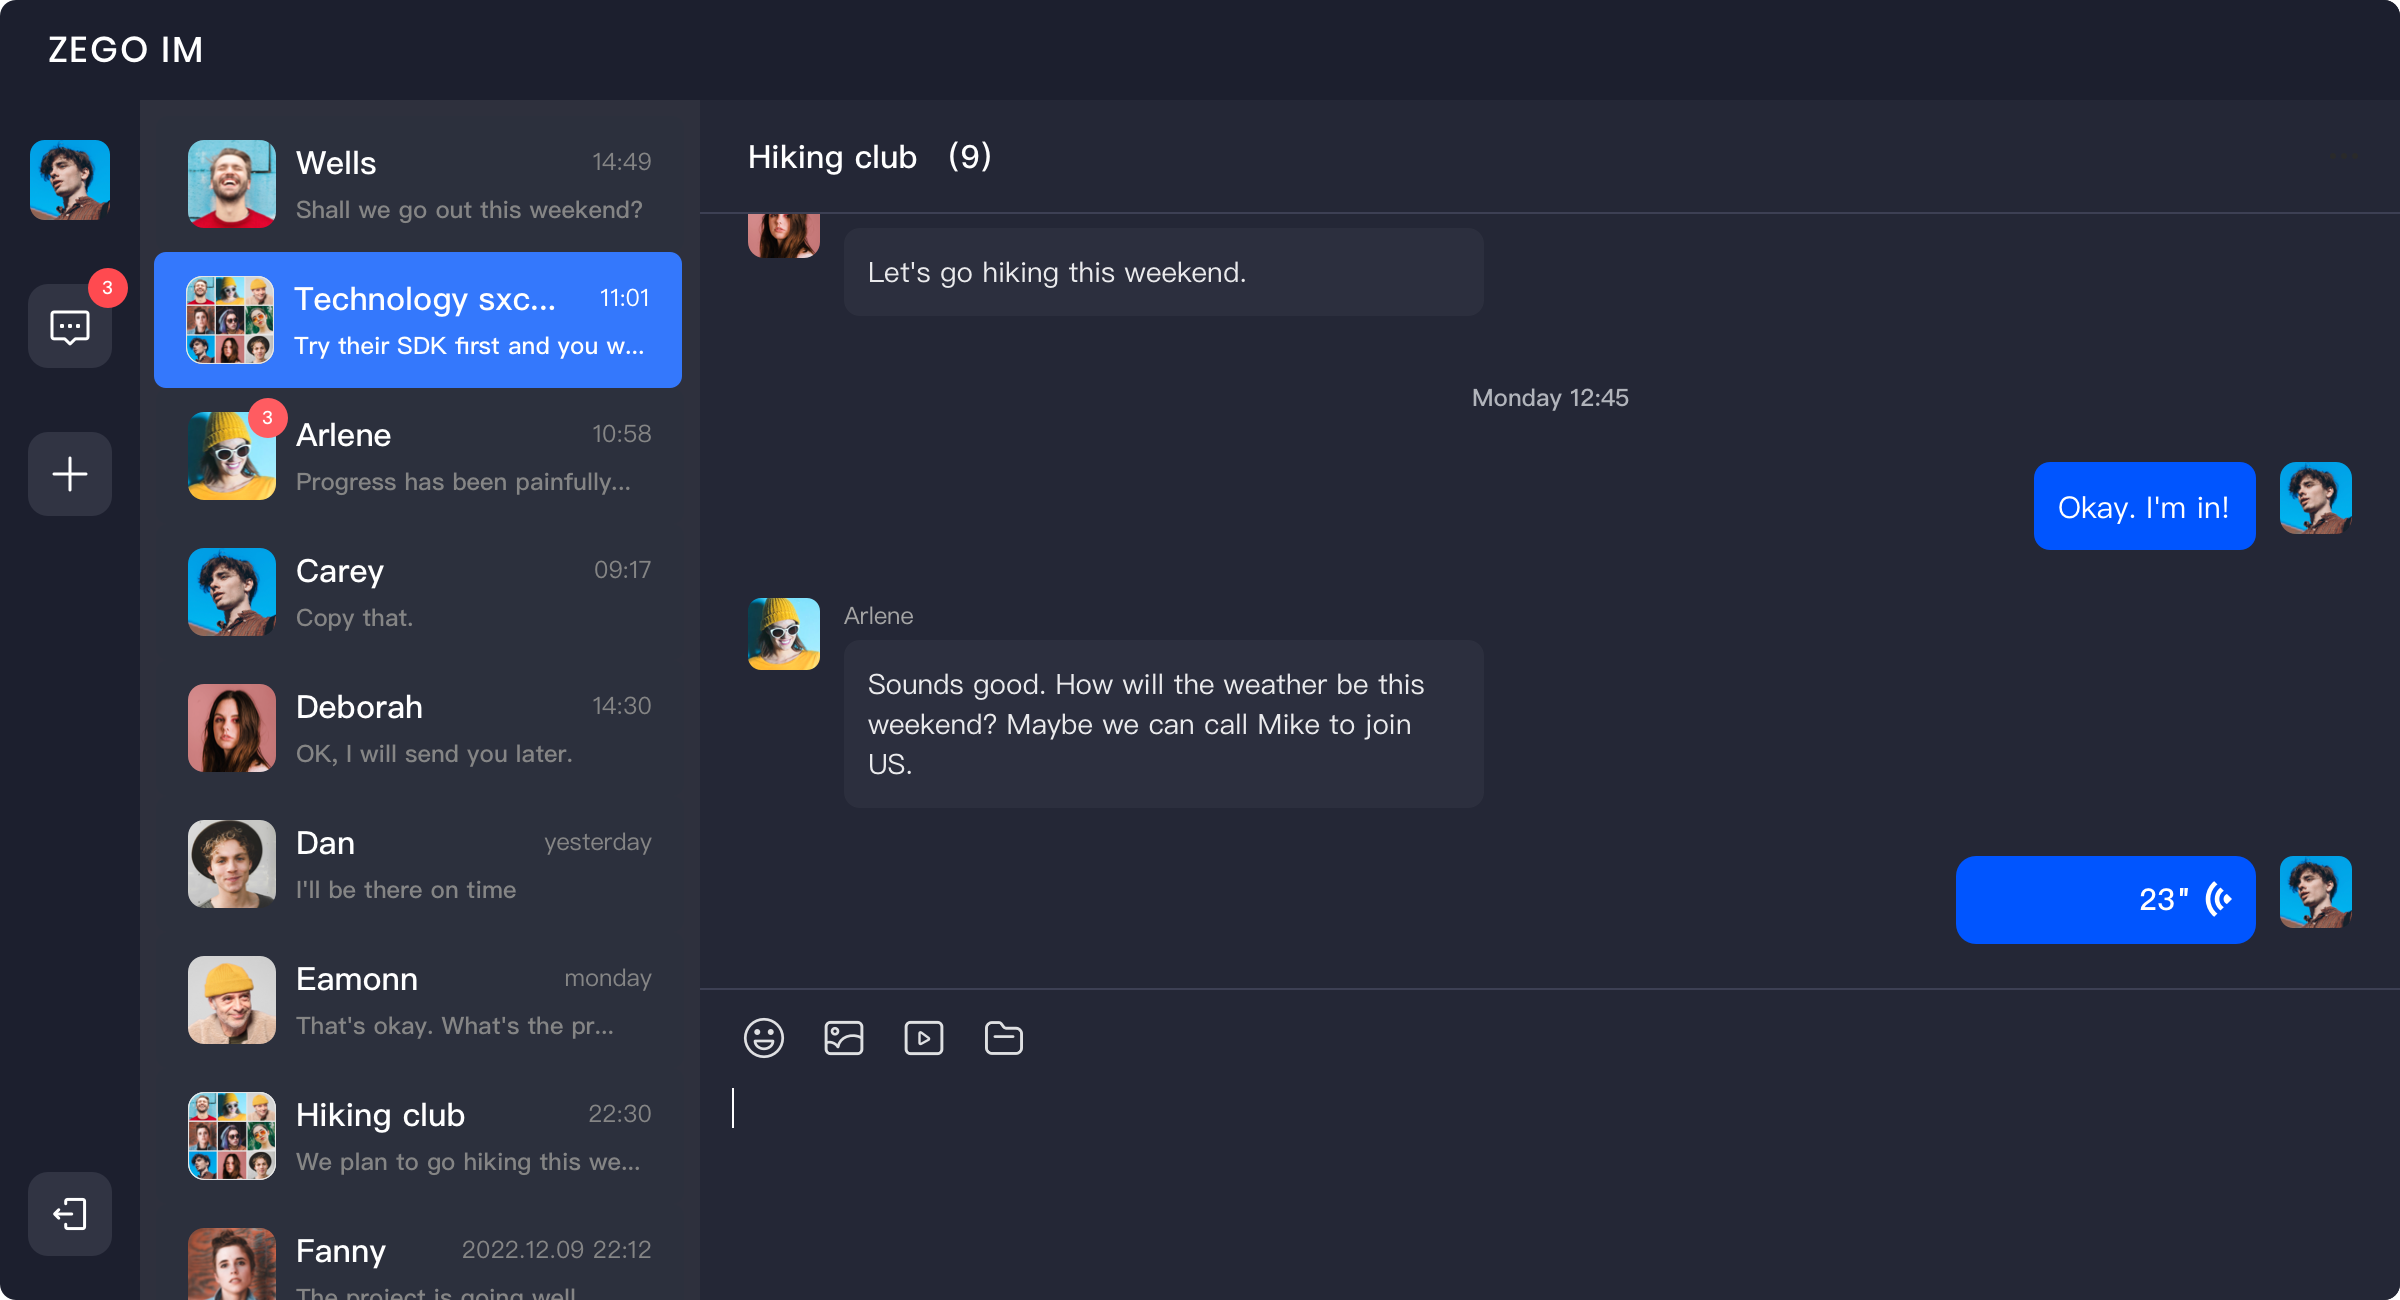 ZEGO IM
3
Wells 14:49
Shall we go out this weekend?
Technology sxc... 11:01
Try their SDK first and you w...
3
Arlene 10:58
Progress has been painfully...
Carey 09:17
Copy that.
Deborah 14:30
OK, I will send you later.
Dan yesterday
I'll be there on time
Eamonn monday
That's okay. What's the pr...
Hiking club 22:30
We plan to go hiking this we...
Fanny 2022.12.09 22:12
The project is going well
Hiking club (9)
Let's go hiking this weekend.
Monday 12:45
Okay. I'm in!
Arlene
Sounds good. How will the weather be this
weekend? Maybe we can call Mike to join
US.
23"